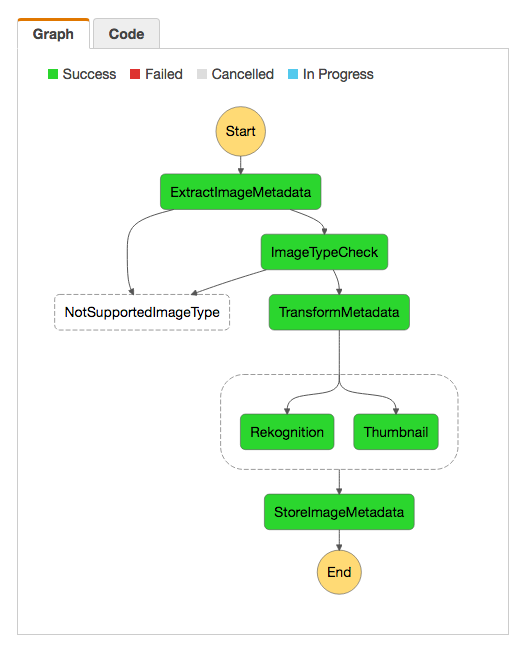 Graph Code
Success Failed Cancelled In Progress
Start
ExtractImageMetadata
ImageTypeCheck
NotSupportedImageType TransformMetadata
Rekognition Thumbnail
StoreImageMetadata
End